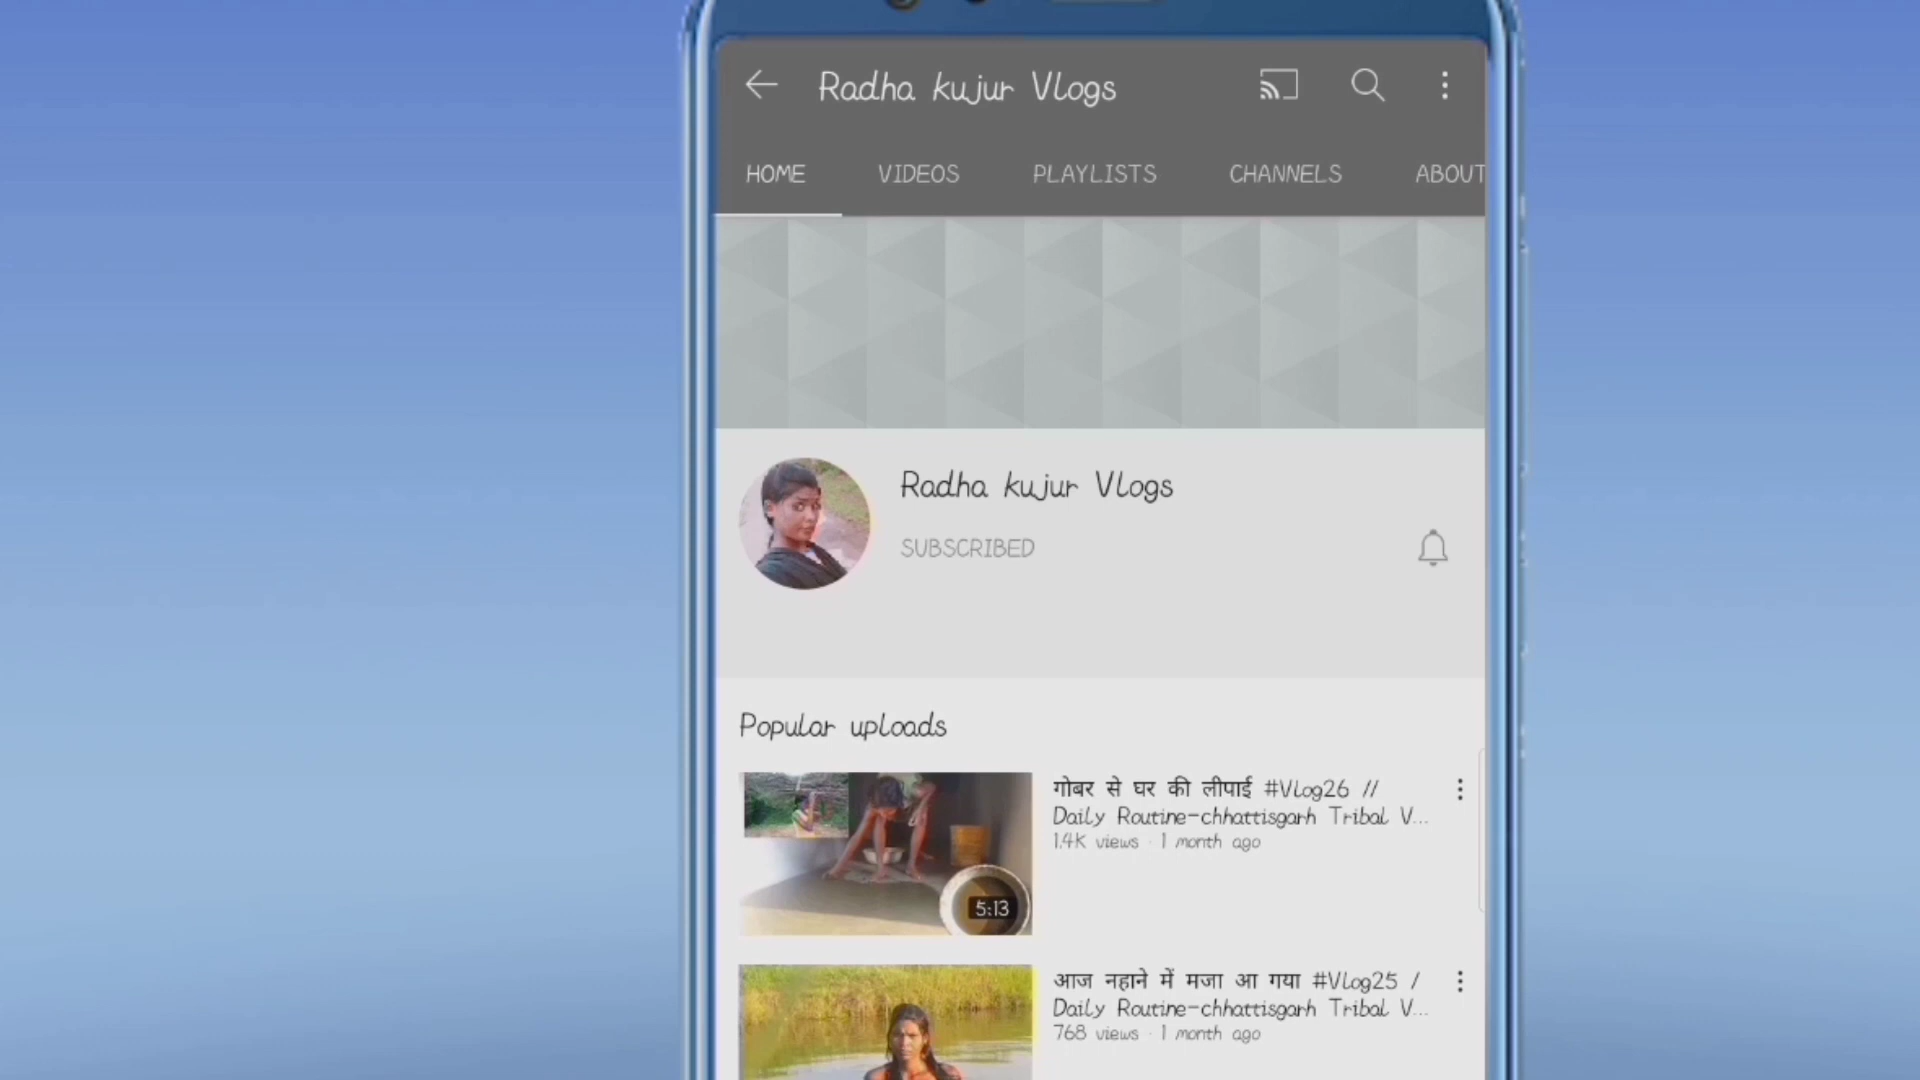 Radha kujur Vlogs
HOME VIDEOS PLAYLISTS CHANNELS ABOUT
Radha kujur Vlogs
SUBSCRIBED
Popular uploads
गोबर से घर की लीपाई #Vlog26 //
Daily Routine-chhattisgarh Tribal V...
1.4K views · 1 month ago
5:13
आज नहाने में मजा आ गया #Vlog25 /
Daily Routine-chhattisgarh Tribal V...
768 views · 1 month ago